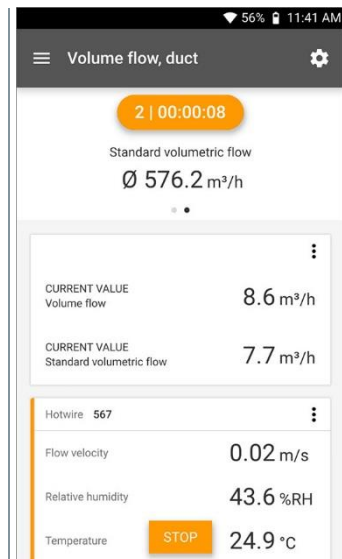 56% 11:41 AM
Volume flow, duct
2 | 00:00:08
Standard volumetric flow
Ø 576.2 m³/h
CURRENT VALUE
Volume flow
8.6 m³/h
CURRENT VALUE
Standard volumetric flow
7.7 m³/h
Hotwire 567
Flow velocity 0.02 m/s
Relative humidity 43.6 %RH
Temperature STOP 24.9 °C